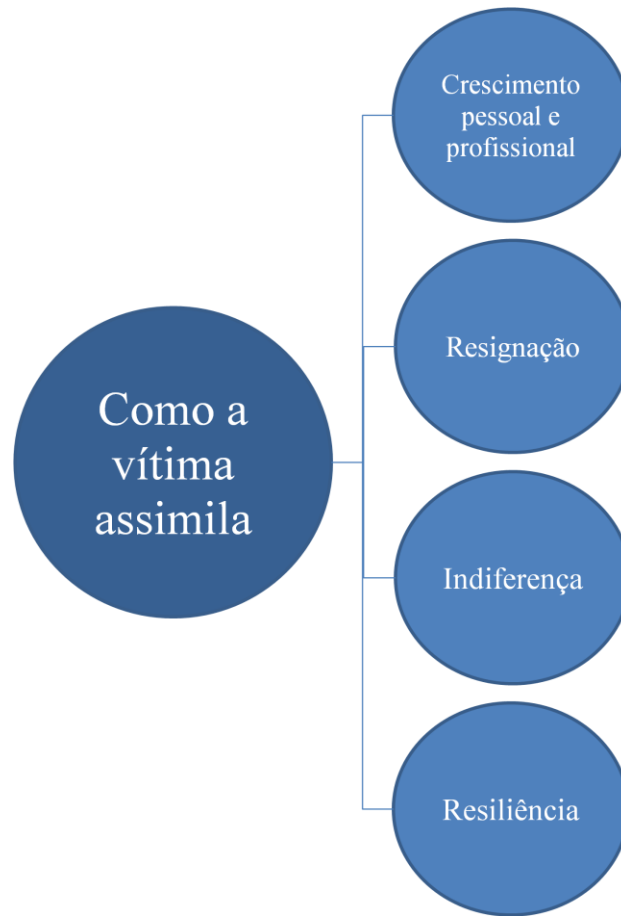 Crescimento
pessoal e
profissional
Resignação
Como a
vítima
assimila
Indiferença
Resiliência